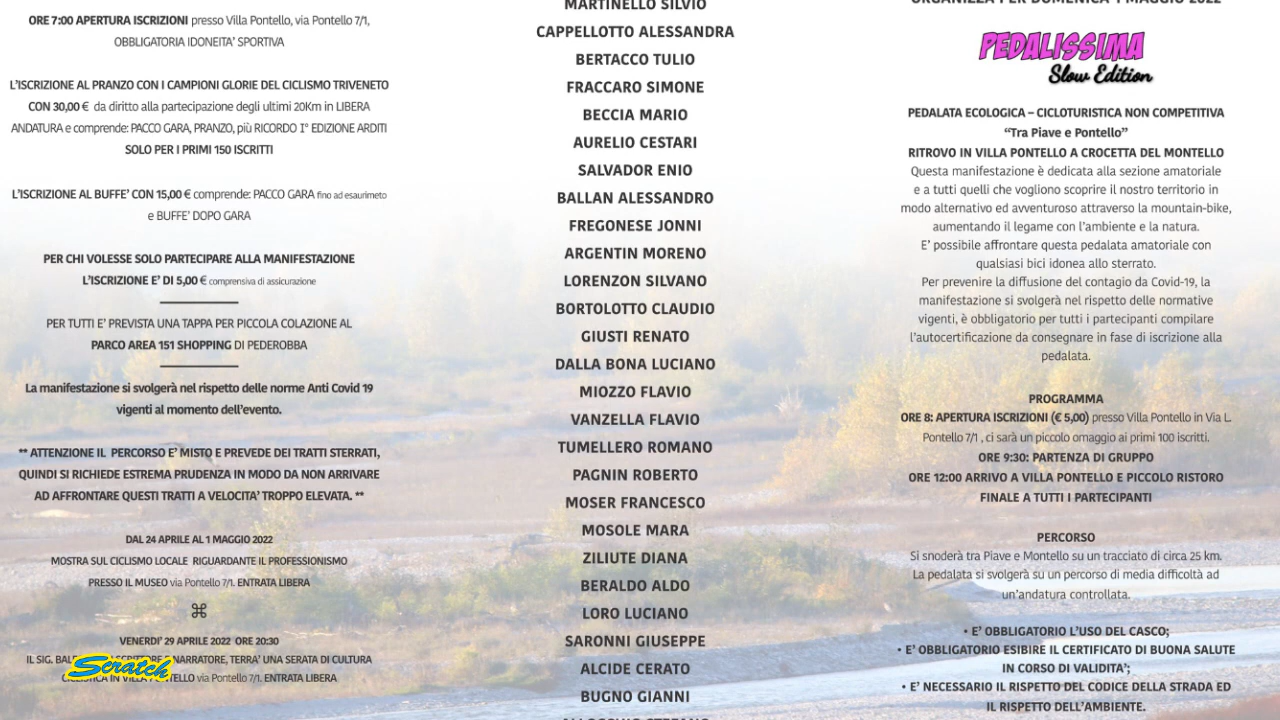 ORE 7:00 APERTURA ISCRIZIONI presso Villa Pontello, via Pontello 7/1,
OBBLIGATORIA IDONEITA’ SPORTIVA
L’ISCRIZIONE AL PRANZO CON I CAMPIONI GLORIE DEL CICLISMO TRIVENETO
CON 30,00 € da diritto alla partecipazione degli ultimi 20Km in LIBERA
ANDATURA e comprende: PACCO GARA, PRANZO, più RICORDO 1° EDIZIONE ARDITI
SOLO PER I PRIMI 150 ISCRITTI
L’ISCRIZIONE AL BUFFE’ CON 15,00 € comprende: PACCO GARA fino ad esaurimeto
e BUFFE’ DOPO GARA
PER CHI VOLESSE SOLO PARTECIPARE ALLA MANIFESTAZIONE
L’ISCRIZIONE E’ DI 5,00 € comprensiva di assicurazione
PER TUTTI E’ PREVISTA UNA TAPPA PER PICCOLA COLAZIONE AL
PARCO AREA 151 SHOPPING DI PEDEROBBA
La manifestazione si svolgerà nel rispetto delle norme Anti Covid 19
vigenti al momento dell’evento.
** ATTENZIONE IL PERCORSO E’ MISTO E PREVEDE DEI TRATTI STERRATI,
QUINDI SI RICHIEDE ESTREMA PRUDENZA IN MODO DA NON ARRIVARE
AD AFFRONTARE QUESTI TRATTI A VELOCITA’ TROPPO ELEVATA. **
DAL 24 APRILE AL 1 MAGGIO 2022
MOSTRA SUL CICLISMO LOCALE RIGUARDANTE IL PROFESSIONISMO
PRESSO IL MUSEO via Pontello 7/1. ENTRATA LIBERA
⌘
VENERDI’ 29 APRILE 2022 ORE 20:30
IL SIG. NARRATORE, TERRA’ UNA SERATA DI CULTURA
Scratch
CICLISTICA IN VILLA PONTELLO via Pontello 7/1. ENTRATA LIBERA
MARTINELLO SILVIO
CAPPELLOTTO ALESSANDRA
BERTACCO TULIO
FRACCARO SIMONE
BECCIA MARIO
AURELIO CESTARI
SALVADOR ENIO
BALLAN ALESSANDRO
FREGONESE JONNI
ARGENTIN MORENO
LORENZON SILVANO
BORTOLOTTO CLAUDIO
GIUSTI RENATO
DALLA BONA LUCIANO
MIOZZO FLAVIO
VANZELLA FLAVIO
TUMELLERO ROMANO
PAGNIN ROBERTO
MOSER FRANCESCO
MOSOLE MARA
ZILIUTE DIANA
BERALDO ALDO
LORO LUCIANO
SARONNI GIUSEPPE
ALCIDE CERATO
BUGNO GIANNI
ORGANIZZA PER DOMENICA 1 MAGGIO 2022
PEDALISSIMA
Slow Edition
PEDALATA ECOLOGICA – CICLOTURISTICA NON COMPETITIVA
“Tra Piave e Pontello”
RITROVO IN VILLA PONTELLO A CROCETTA DEL MONTELLO
Questa manifestazione è dedicata alla sezione amatoriale
e a tutti quelli che vogliono scoprire il nostro territorio in
modo alternativo ed avventuroso attraverso la mountain-bike,
aumentando il legame con l’ambiente e la natura.
E’ possibile affrontare questa pedalata amatoriale con
qualsiasi bici idonea allo sterrato.
Per prevenire la diffusione del contagio da Covid-19, la
manifestazione si svolgerà nel rispetto delle normative
vigenti, è obbligatorio per tutti i partecipanti compilare
l’autocertificazione da consegnare in fase di iscrizione alla
pedalata.
PROGRAMMA
ORE 8: APERTURA ISCRIZIONI (€ 5,00) presso Villa Pontello in Via L.
Pontello 7/1 , ci sarà un piccolo omaggio ai primi 100 iscritti.
ORE 9:30: PARTENZA DI GRUPPO
ORE 12:00 ARRIVO A VILLA PONTELLO E PICCOLO RISTORO
FINALE A TUTTI I PARTECIPANTI
PERCORSO
Si snoderà tra Piave e Montello su un tracciato di circa 25 km.
La pedalata si svolgerà su un percorso di media difficoltà ad
un’andatura controllata.
• E’ OBBLIGATORIO L’USO DEL CASCO;
• E’ OBBLIGATORIO ESIBIRE IL CERTIFICATO DI BUONA SALUTE
IN CORSO DI VALIDITA’;
• E’ NECESSARIO IL RISPETTO DEL CODICE DELLA STRADA ED
IL RISPETTO DELL’AMBIENTE.